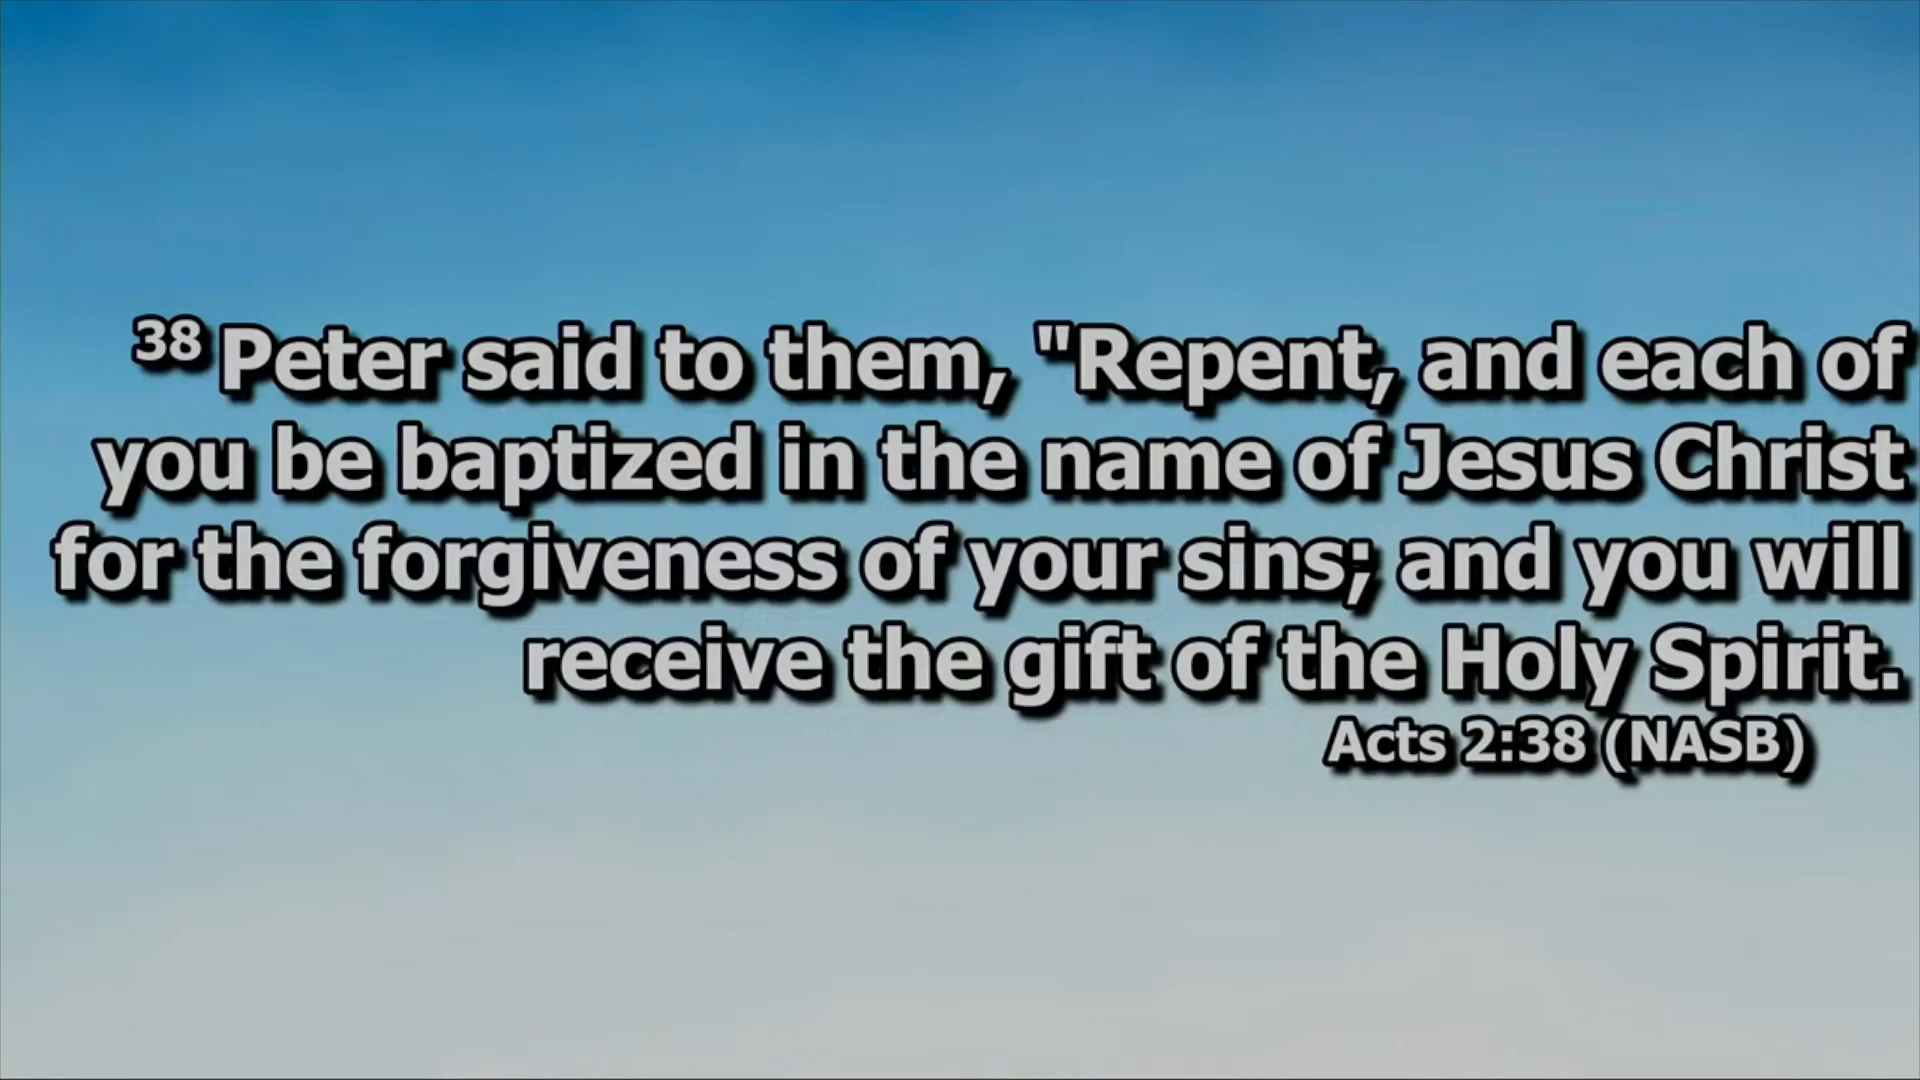 38 Peter said to them, "Repent, and each of
you be baptized in the name of Jesus Christ
for the forgiveness of your sins; and you will
receive the gift of the Holy Spirit.
Acts 2:38 (NASB)